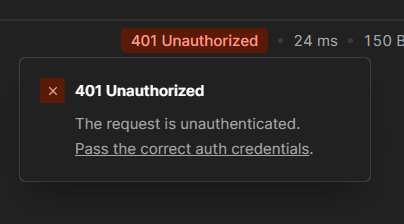 401 Unauthorized • 24 ms • 150 B
401 Unauthorized
The request is unauthenticated.
Pass the correct auth credentials.